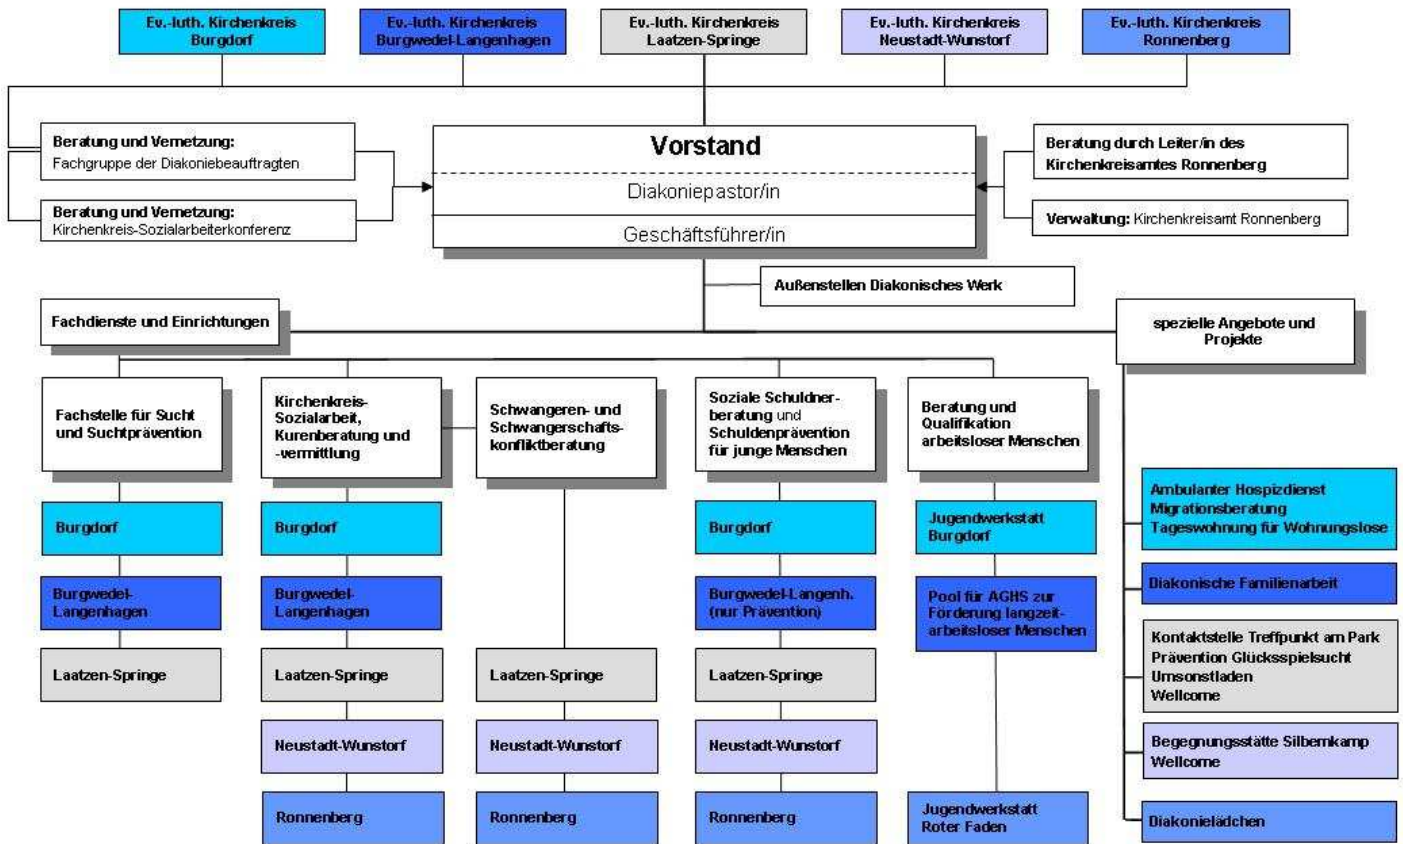 Ev.-luth. Kirchenkreis
Burgdorf
Ev.-luth. Kirchenkreis
Burgwedel-Langenhagen
Ev.-luth. Kirchenkreis
Laatzen-Springe
Ev.-luth. Kirchenkreis
Neustadt-Wunstorf
Ev.-luth. Kirchenkreis
Ronnenberg
Beratung und Vernetzung:
Fachgruppe der Diakoniebeauftragten
Beratung und Vernetzung:
Kirchenkreis-Sozialarbeiterkonferenz
Vorstand
Diakoniepastor/in
Geschäftsführer/in
Beratung durch Leiter/in des
Kirchenkreisamtes Ronnenberg
Verwaltung: Kirchenkreisamt Ronnenberg
Außenstellen Diakonisches Werk
Fachdienste und Einrichtungen
spezielle Angebote und
Projekte
Fachstelle für Sucht
und Suchtprävention
Burgdorf
Burgwedel-
Langenhagen
Laatzen-Springe
Kirchenkreis-
Sozialarbeit,
Kurenberatung und
-vermittlung
Burgdorf
Burgwedel-
Langenhagen
Laatzen-Springe
Neustadt-Wunstorf
Ronnenberg
Schwangeren- und
Schwangerschafts-
konfliktberatung
Laatzen-Springe
Neustadt-Wunstorf
Ronnenberg
Soziale Schuldner-
beratung und
Schuldenprävention
für junge Menschen
Burgdorf
Burgwedel-Langenh.
(nur Prävention)
Laatzen-Springe
Neustadt-Wunstorf
Ronnenberg
Beratung und
Qualifikation
arbeitsloser Menschen
Jugendwerkstatt
Burgdorf
Pool für AGHS zur
Förderung langzeit-
arbeitsloser Menschen
Jugendwerkstatt
Roter Faden
Ambulanter Hospizdienst
Migrationsberatung
Tageswohnung für Wohnungslose
Diakonische Familienarbeit
Kontaktstelle Treffpunkt am Park
Prävention Glücksspielsucht
Umsonstladen
Wellcome
Begegnungsstätte Silbernkamp
Wellcome
Diakonielädchen